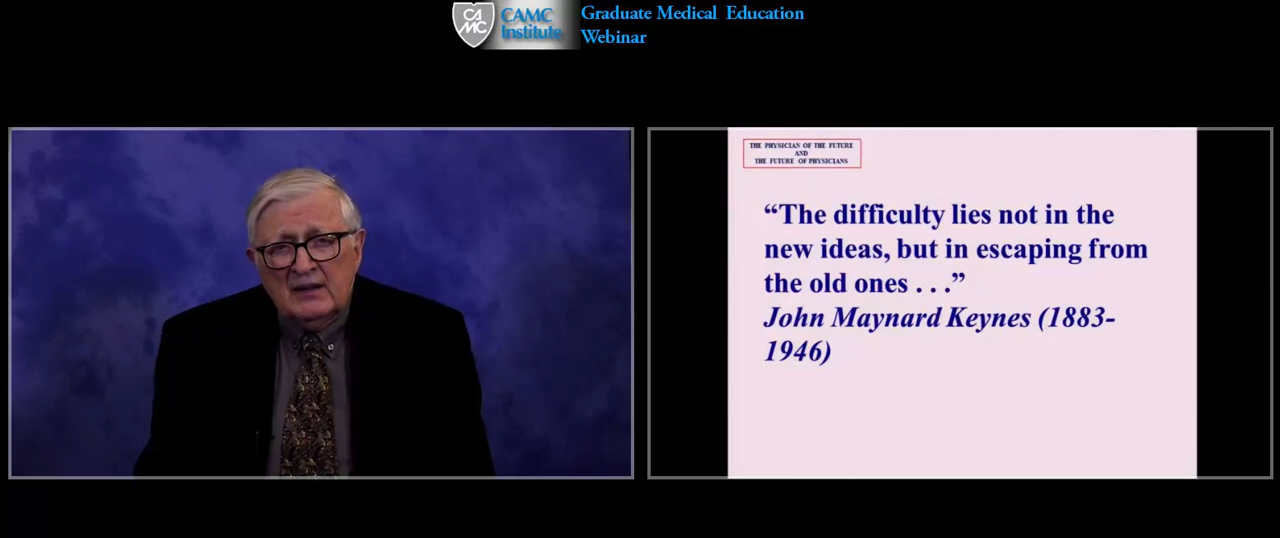 CAMC
CAMC
Institute
Graduate Medical Education
Webinar
THE PHYSICIAN OF THE FUTURE
AND
THE FUTURE OF PHYSICIANS
“The difficulty lies not in the
new ideas, but in escaping from
the old ones . . .”
John Maynard Keynes (1883-
1946)